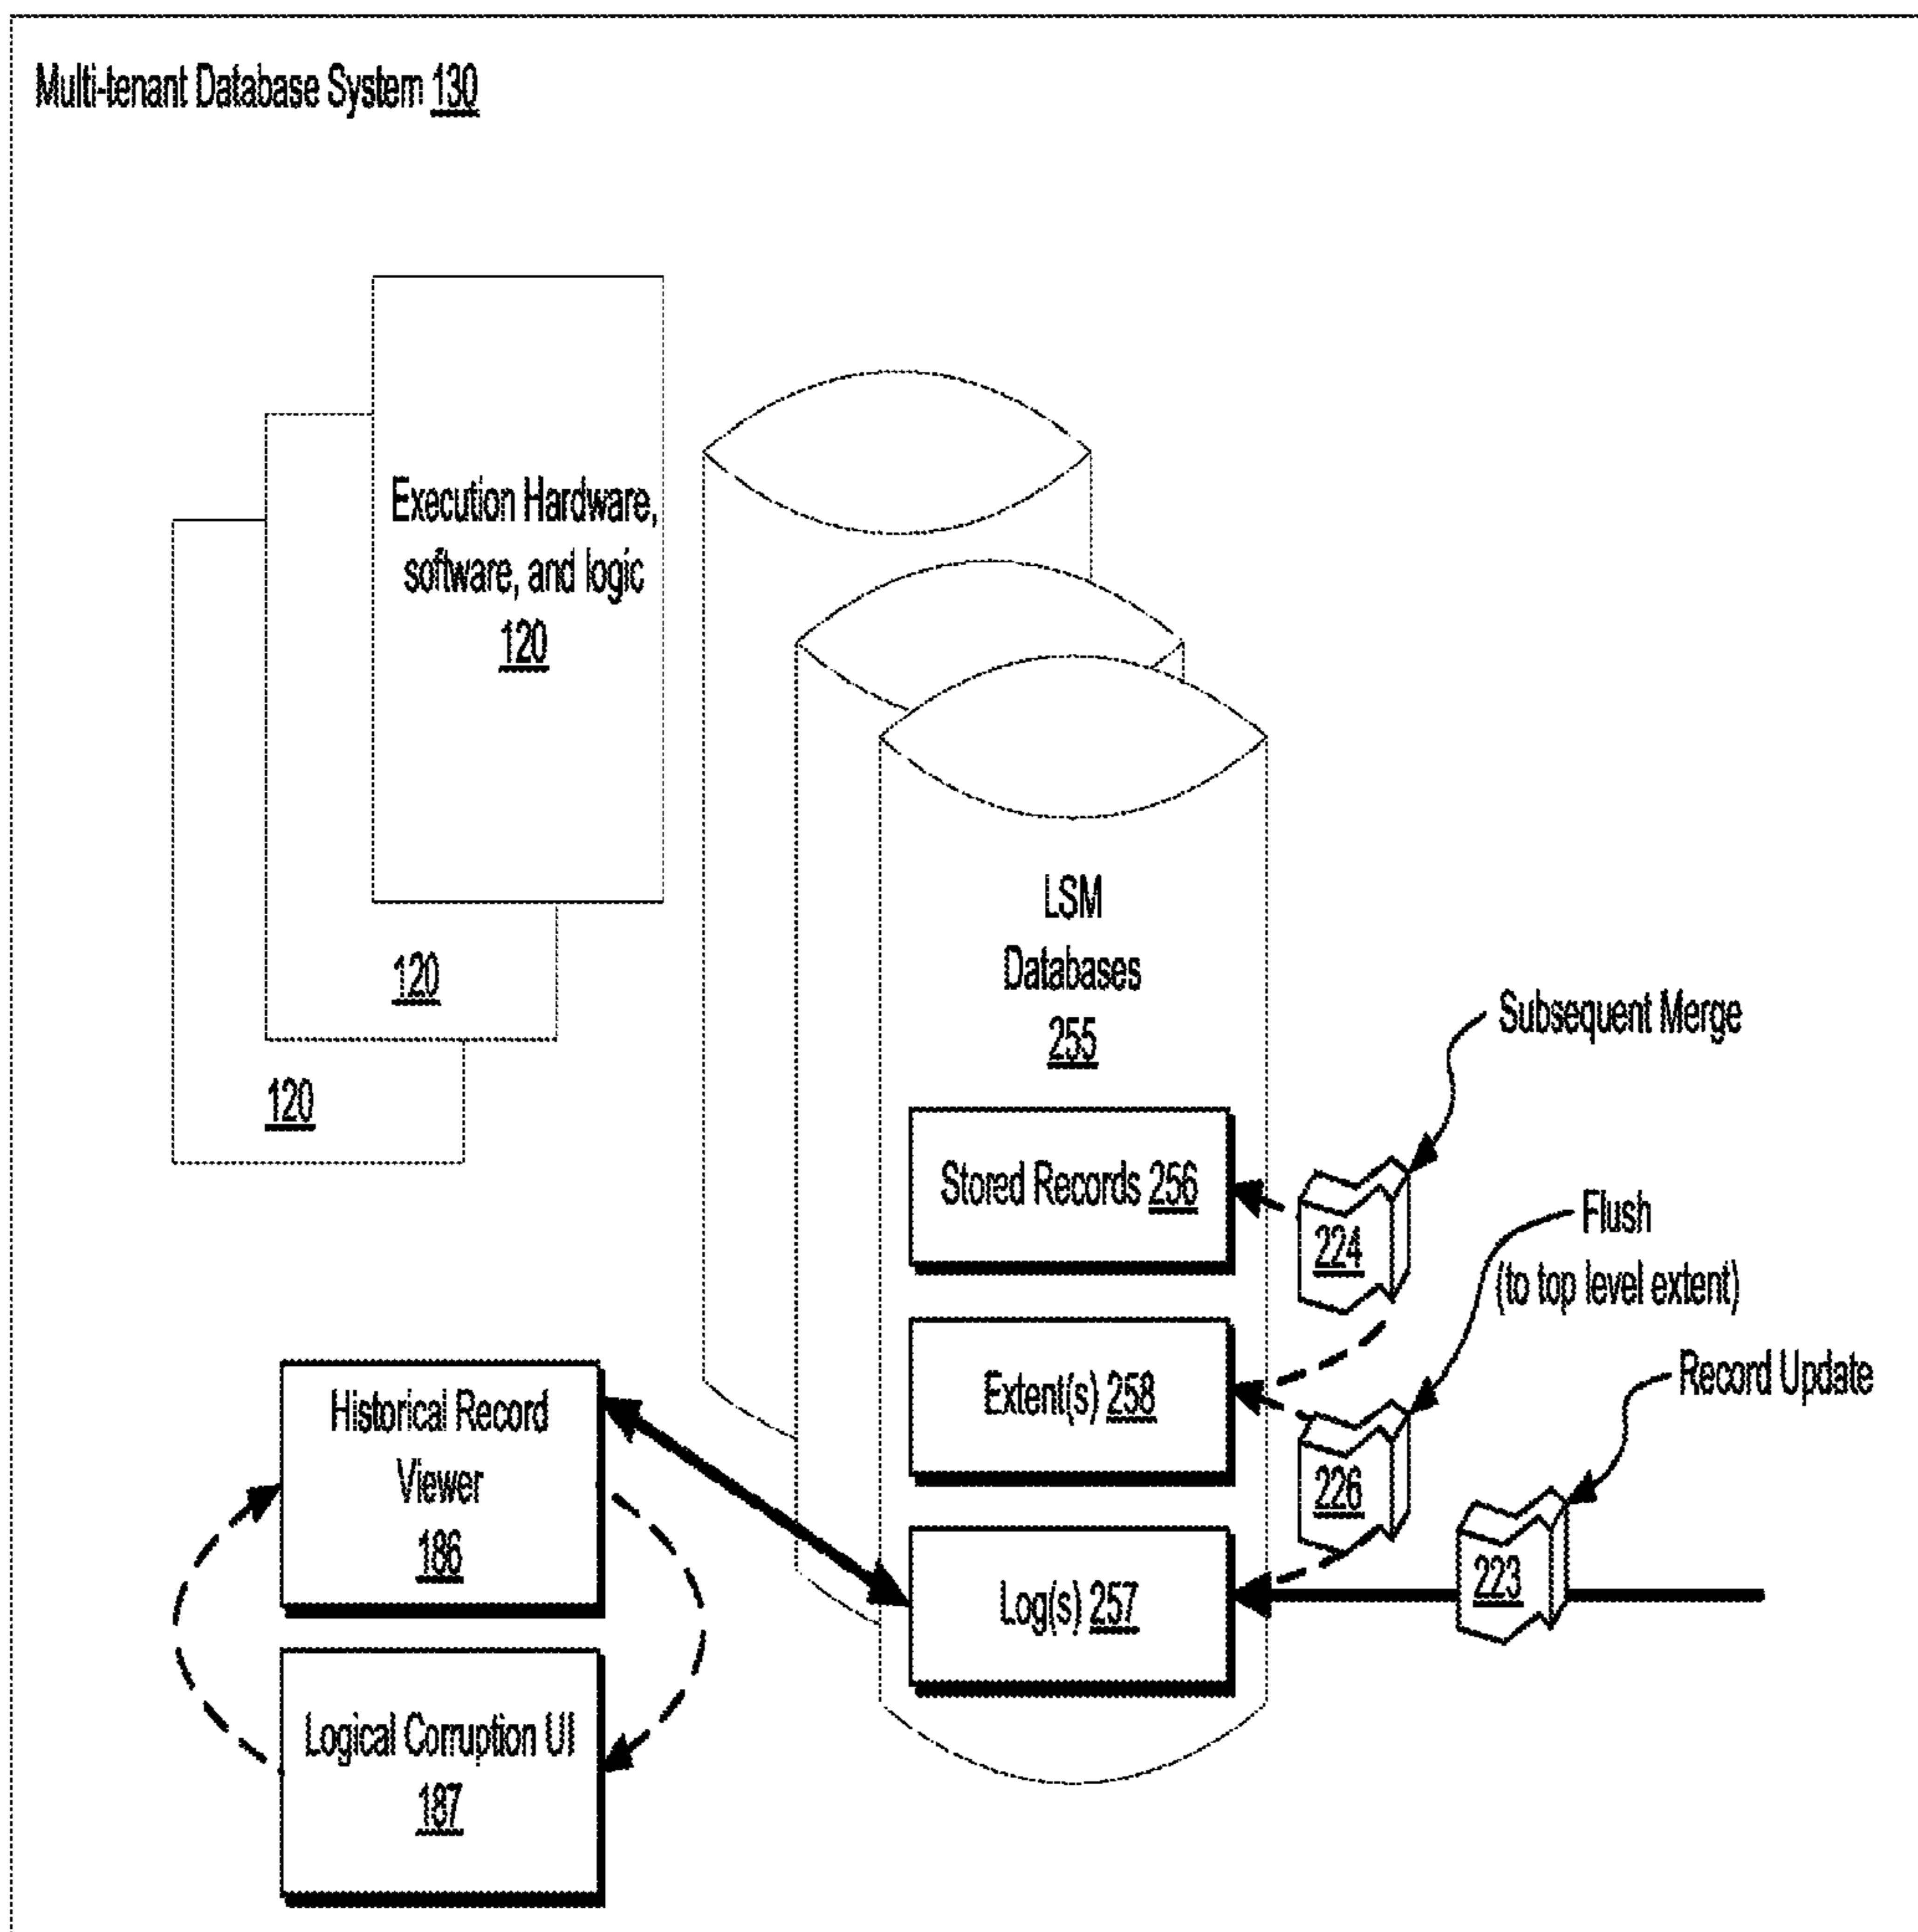 Multi-tenant Database System 130
Execution Hardware,
software, and logic
120
120
120
LSM
Databases
255
Stored Records 256
Extent(s) 258
Log(s) 257
Subsequent Merge
224
Flush
(to top level extent)
226
Record Update
223
Historical Record
Viewer
186
Logical Corruption UI
187